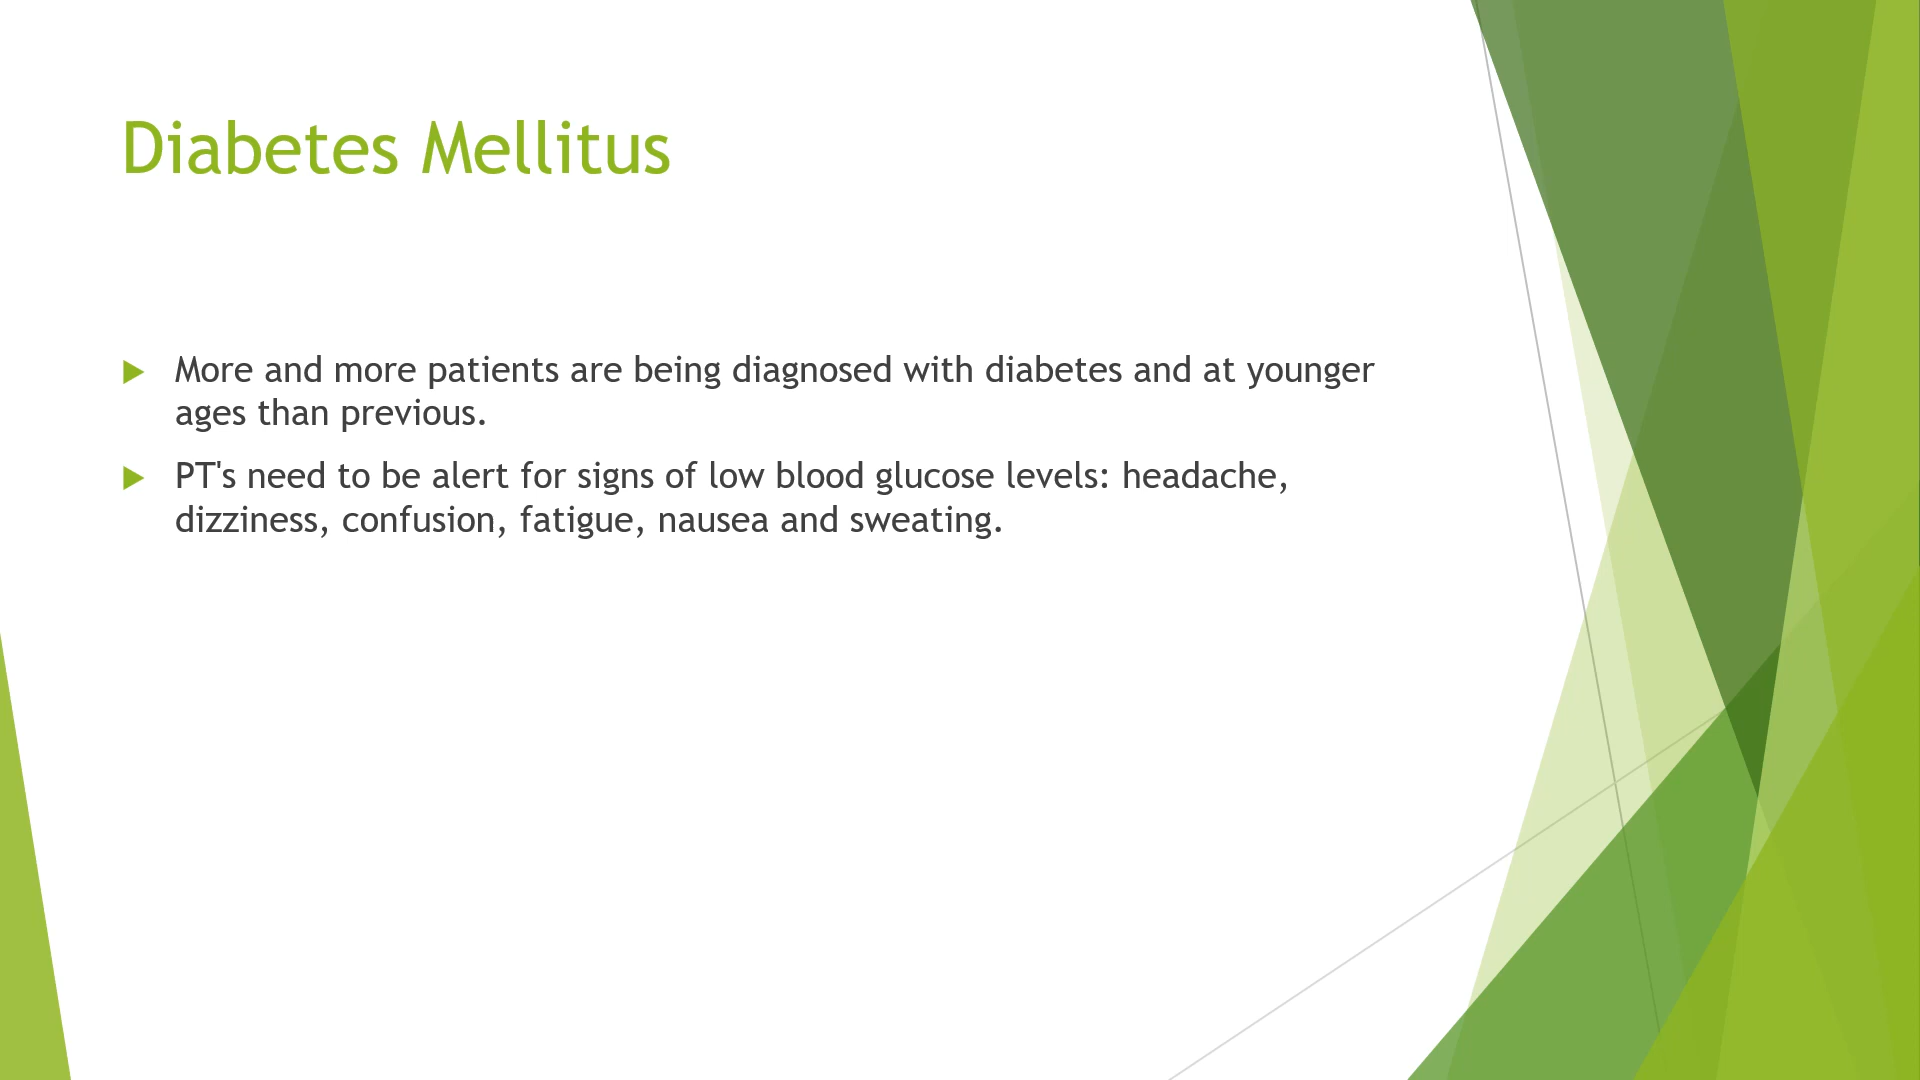 Diabetes Mellitus
More and more patients are being diagnosed with diabetes and at younger
ages than previous.
PT's need to be alert for signs of low blood glucose levels: headache,
dizziness, confusion, fatigue, nausea and sweating.